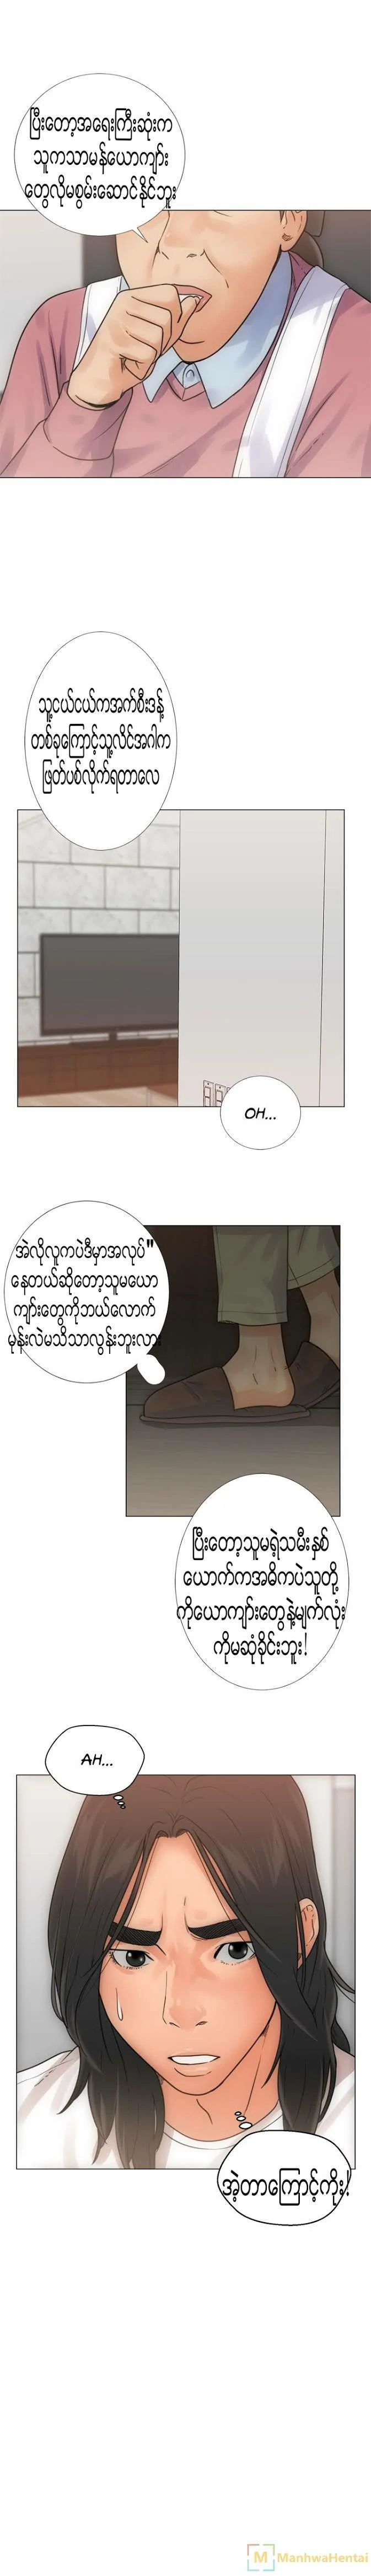 ပြီးတော့အရေးကြီးဆုံးက
သူကသာမန်ယောကျာ်း
တွေလိုမစွမ်းဆောင်နိုင်ဘူး
သူ့ငယ်ငယ်ကအက်စီးဒန့်
တစ်ခုကြောင့်သူ့လိင်အင်္ဂါက
ဖြတ်ပစ်လိုက်ရတာလေ
OH...
အဲလိုလူကပဲဒီမှာအလုပ်"
နေတယ်ဆိုတော့သူမယော
ကျာ်းတွေကိုဘယ်လောက်
မုန်းလဲမသိသာလွန်းဘူးလား
ပြီးတော့သူမရဲ့သမီးနှစ်
ယောက်ကအဓိကပဲသူတို့
ကိုယောကျာ်းတွေနဲ့မျက်လုံး
ကိုမဆုံခိုင်းဘူး!
AH...
အဲ့တာကြောင့်ကိုး!
ManhwaHentai